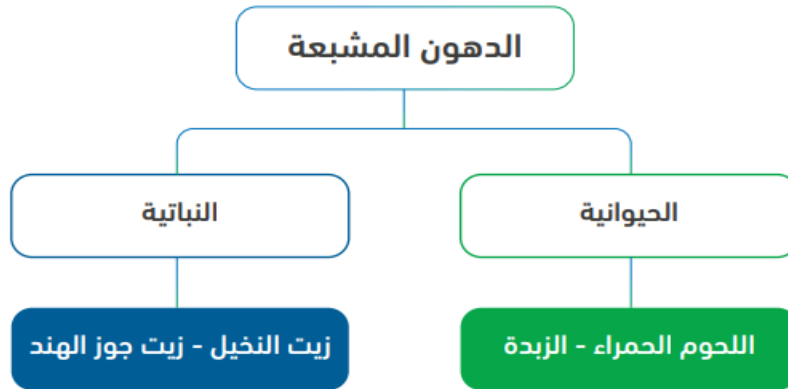 الدهون المشبعة
الحيوانية
النباتية
اللحوم الحمراء - الزبدة
زيت النخيل - زيت جوز الهند